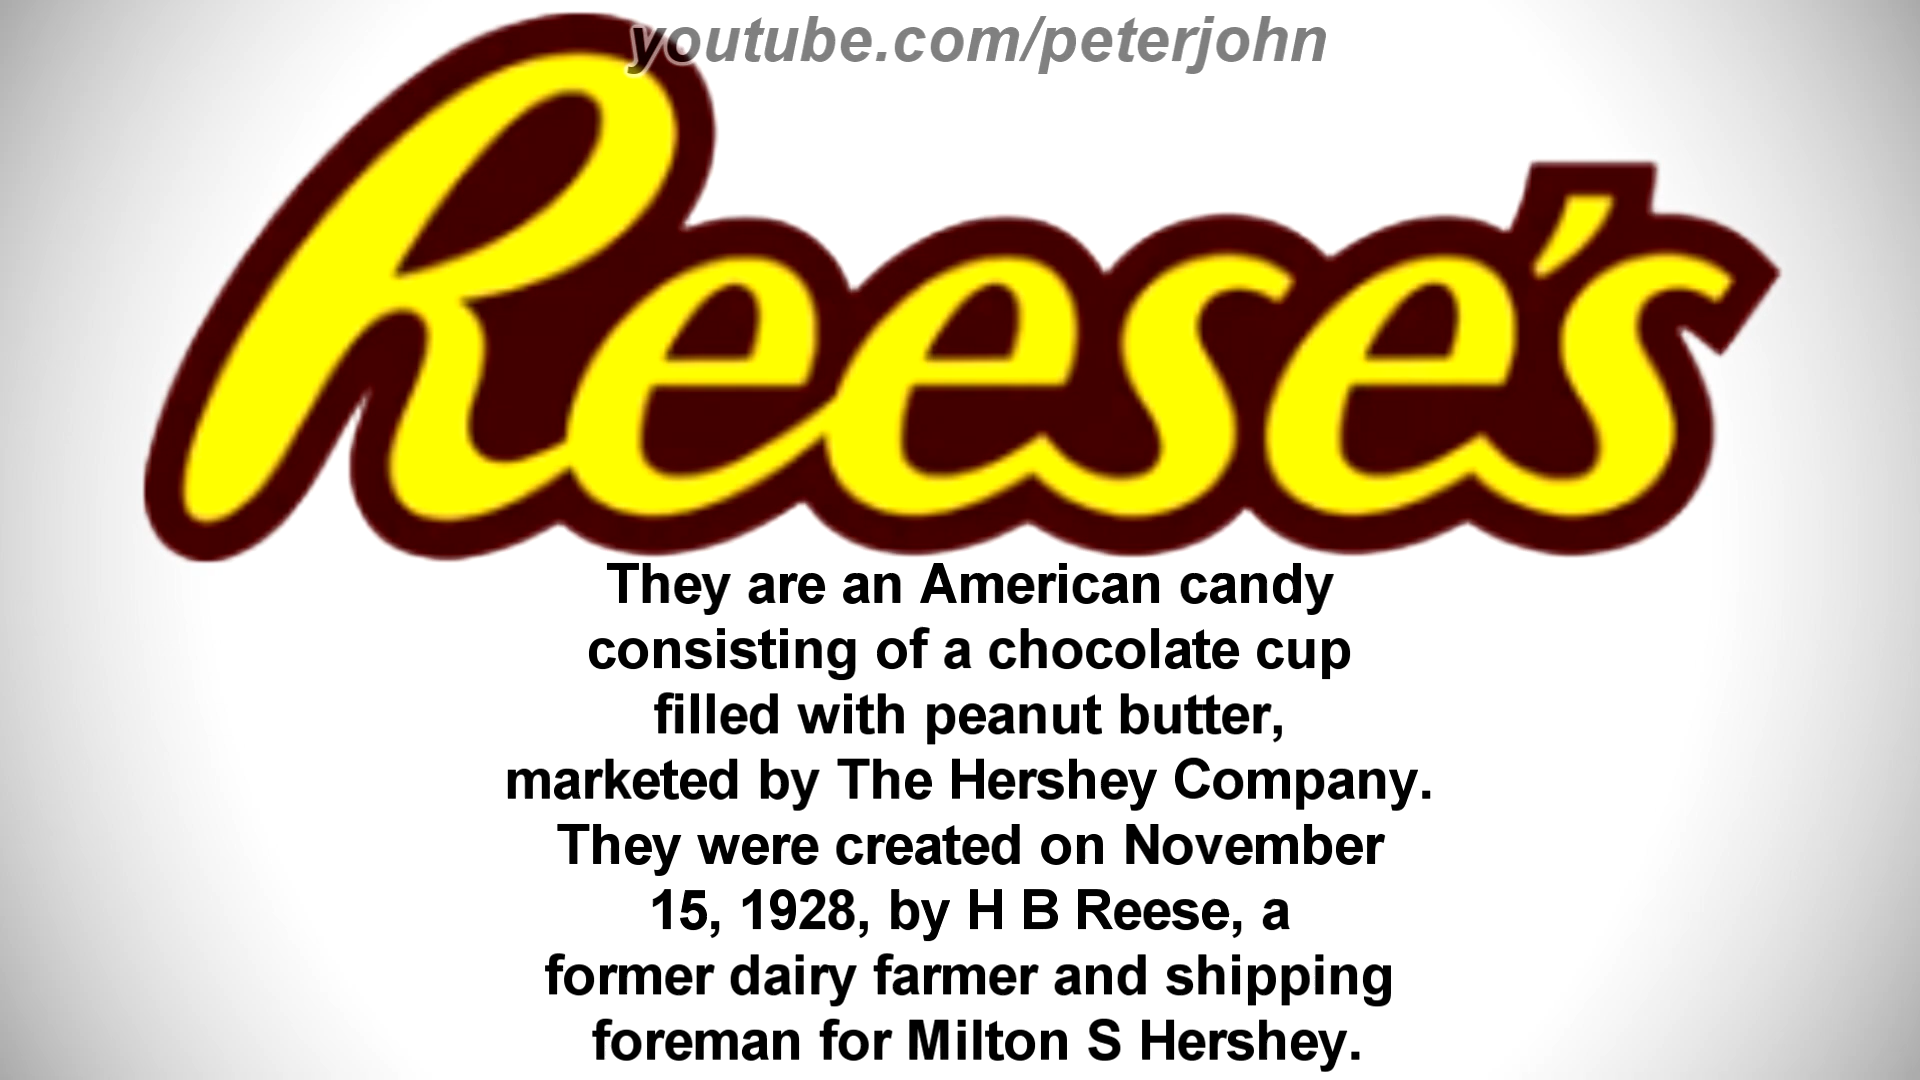 youtube.com/peterjohn
Reese's
They are an American candy
consisting of a chocolate cup
filled with peanut butter,
marketed by The Hershey Company.
They were created on November
15, 1928, by H B Reese, a
former dairy farmer and shipping
foreman for Milton S Hershey.